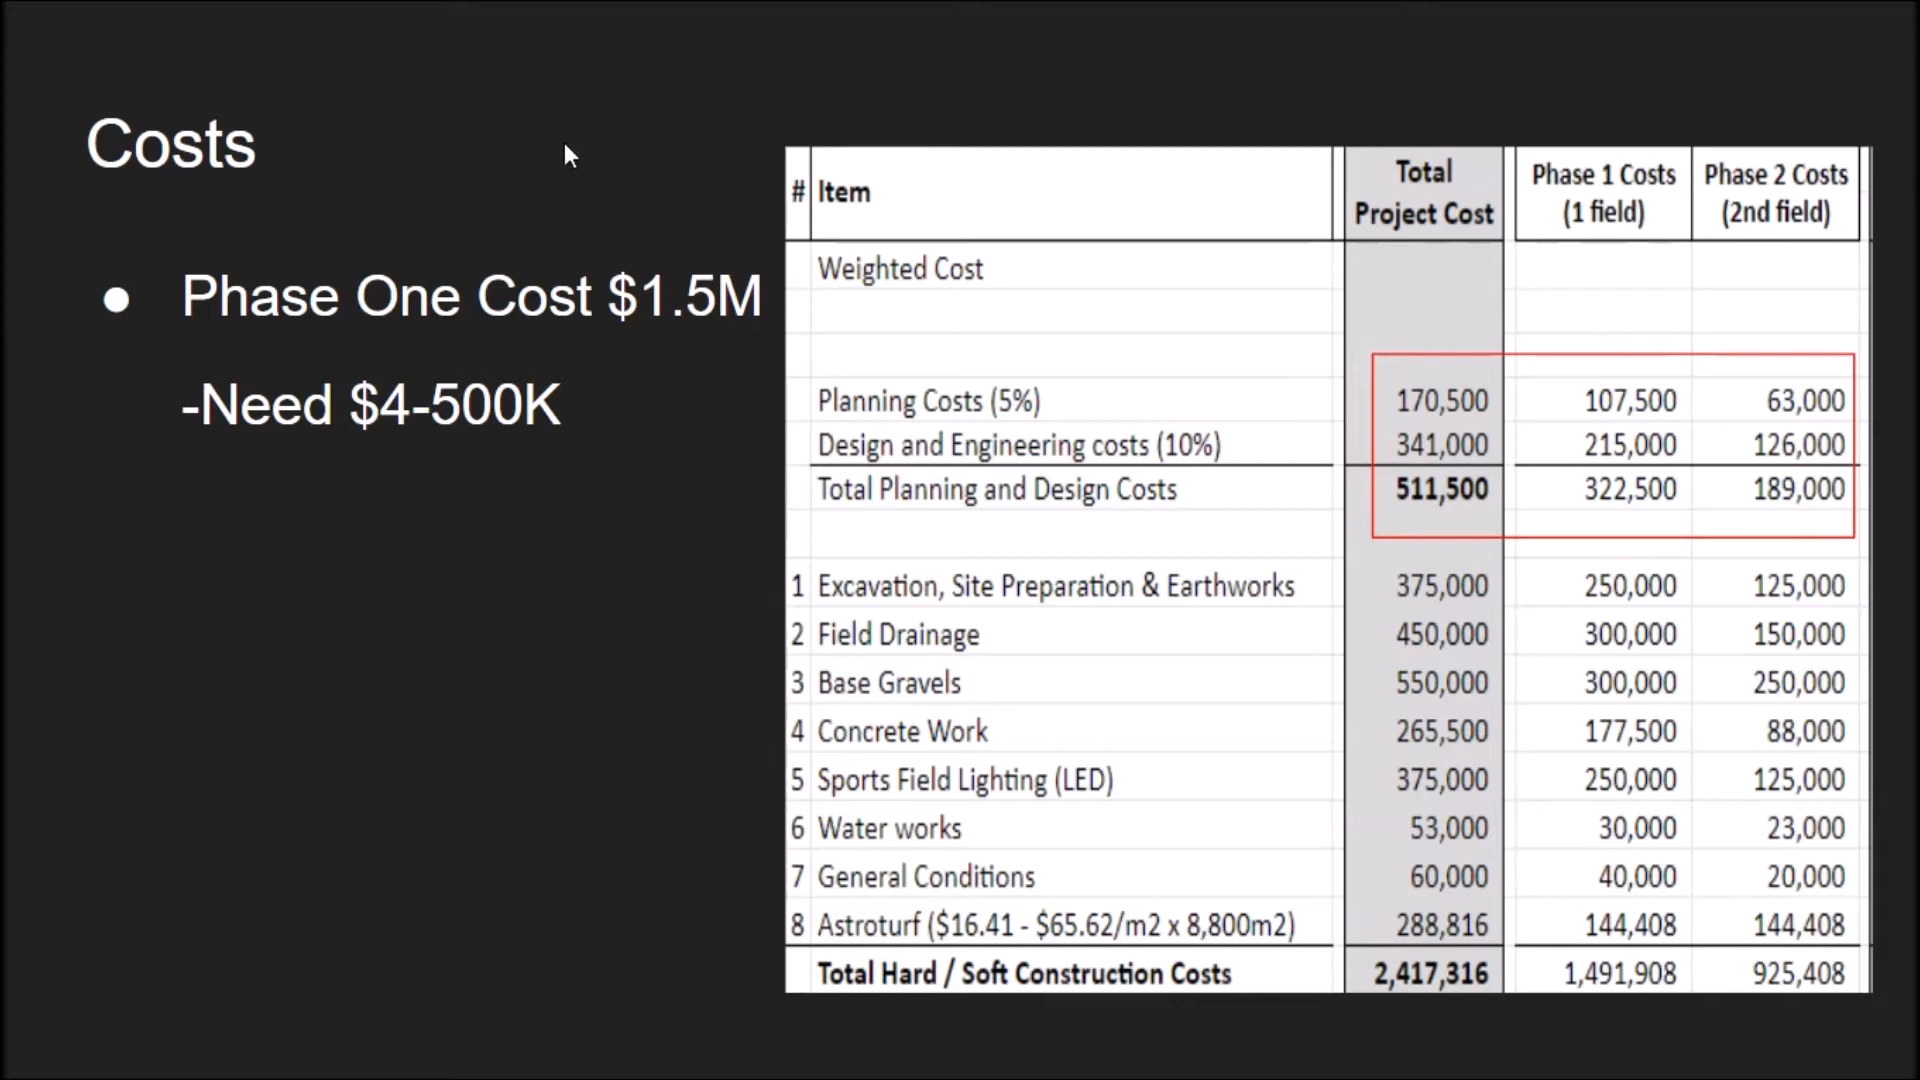 Costs
● Phase One Cost $1.5M
-Need $4-500K
# Item Total Project Cost Phase 1 Costs (1 field) Phase 2 Costs (2nd field)
Weighted Cost
Planning Costs (5%) 170,500 107,500 63,000
Design and Engineering costs (10%) 341,000 215,000 126,000
Total Planning and Design Costs 511,500 322,500 189,000
1 Excavation, Site Preparation & Earthworks 375,000 250,000 125,000
2 Field Drainage 450,000 300,000 150,000
3 Base Gravels 550,000 300,000 250,000
4 Concrete Work 265,500 177,500 88,000
5 Sports Field Lighting (LED) 375,000 250,000 125,000
6 Water works 53,000 30,000 23,000
7 General Conditions 60,000 40,000 20,000
8 Astroturf ($16.41 - $65.62/m2 x 8,800m2) 288,816 144,408 144,408
Total Hard / Soft Construction Costs 2,417,316 1,491,908 925,408